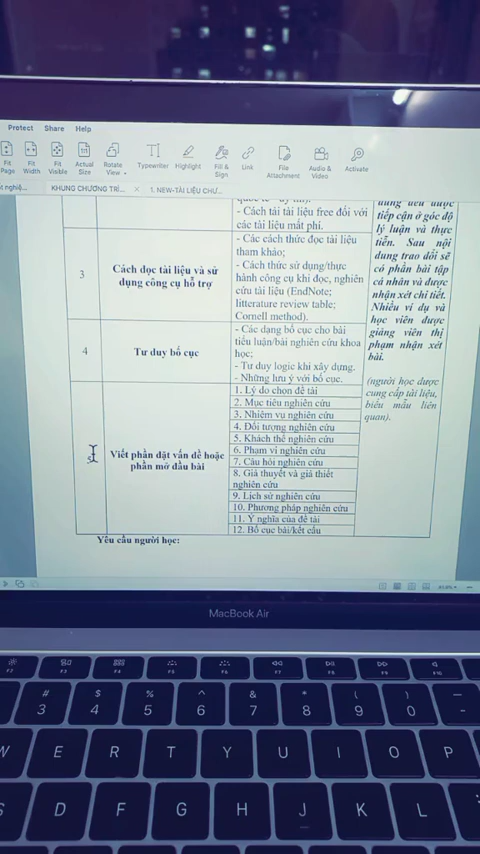 Protect Share Help
Fit Page
Fit Width
Fit Visible
Actual Size
Rotate View
Typewriter
Highlight
Fill & Sign
Link
File Attachment
Audio & Video
Activate
KHUNG CHƯƠNG TRÌ...
1. NEW-TÀI LIỆU CHƯ...
- Cách tải tài liệu free đối với
các tài liệu mất phí.
3
Cách đọc tài liệu và sử
dụng công cụ hỗ trợ
- Các cách thức đọc tài liệu
tham khảo;
- Cách thức sử dụng/thực
hành công cụ khi đọc, nghiên
cứu tài liệu (EndNote;
litterature review table;
Cornell method).
4
Tư duy bố cục
- Các dạng bố cục cho bài
tiểu luận/bài nghiên cứu khoa
học;
- Tư duy logic khi xây dựng.
- Những lưu ý với bố cục.
5
Viết phần đặt vấn đề hoặc
phần mở đầu bài
1. Lý do chọn đề tài
2. Mục tiêu nghiên cứu
3. Nhiệm vụ nghiên cứu
4. Đối tượng nghiên cứu
5. Khách thể nghiên cứu
6. Phạm vi nghiên cứu
7. Câu hỏi nghiên cứu
8. Giả thuyết và giả thiết
nghiên cứu
9. Lịch sử nghiên cứu
10. Phương pháp nghiên cứu
11. Ý nghĩa của đề tài
12. Bố cục bài/kết cấu
dung đều được
tiếp cận ở góc độ
lý luận và thực
tiễn. Sau nội
dung trao đổi sẽ
có phần bài tập
cá nhân và được
nhận xét chi tiết.
Nhiều ví dụ và
học viên được
giảng viên thị
phạm nhận xét
bài.
(người học được
cung cấp tài liệu,
biểu mẫu liên
quan).
Yêu cầu người học:
MacBook Air
F2 F3 F4 F5 F6 F7 F8 F9 F10
# $ % ^ & * ( ) —
3 4 5 6 7 8 9 0 -
W E R T Y U I O P
S D F G H J K L